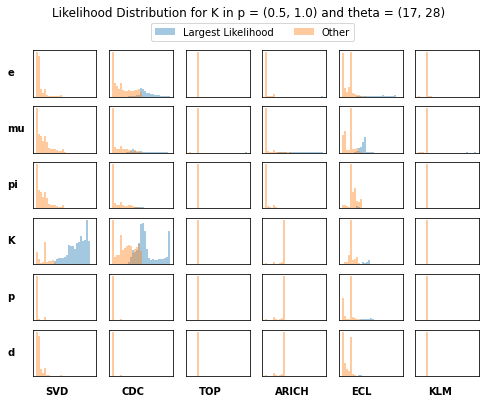 Likelihood Distribution for K in p = (0.5, 1.0) and theta = (17, 28)
Largest Likelihood Other
e
mu
pi
K
p
d
SVD CDC TOP ARICH ECL KLM